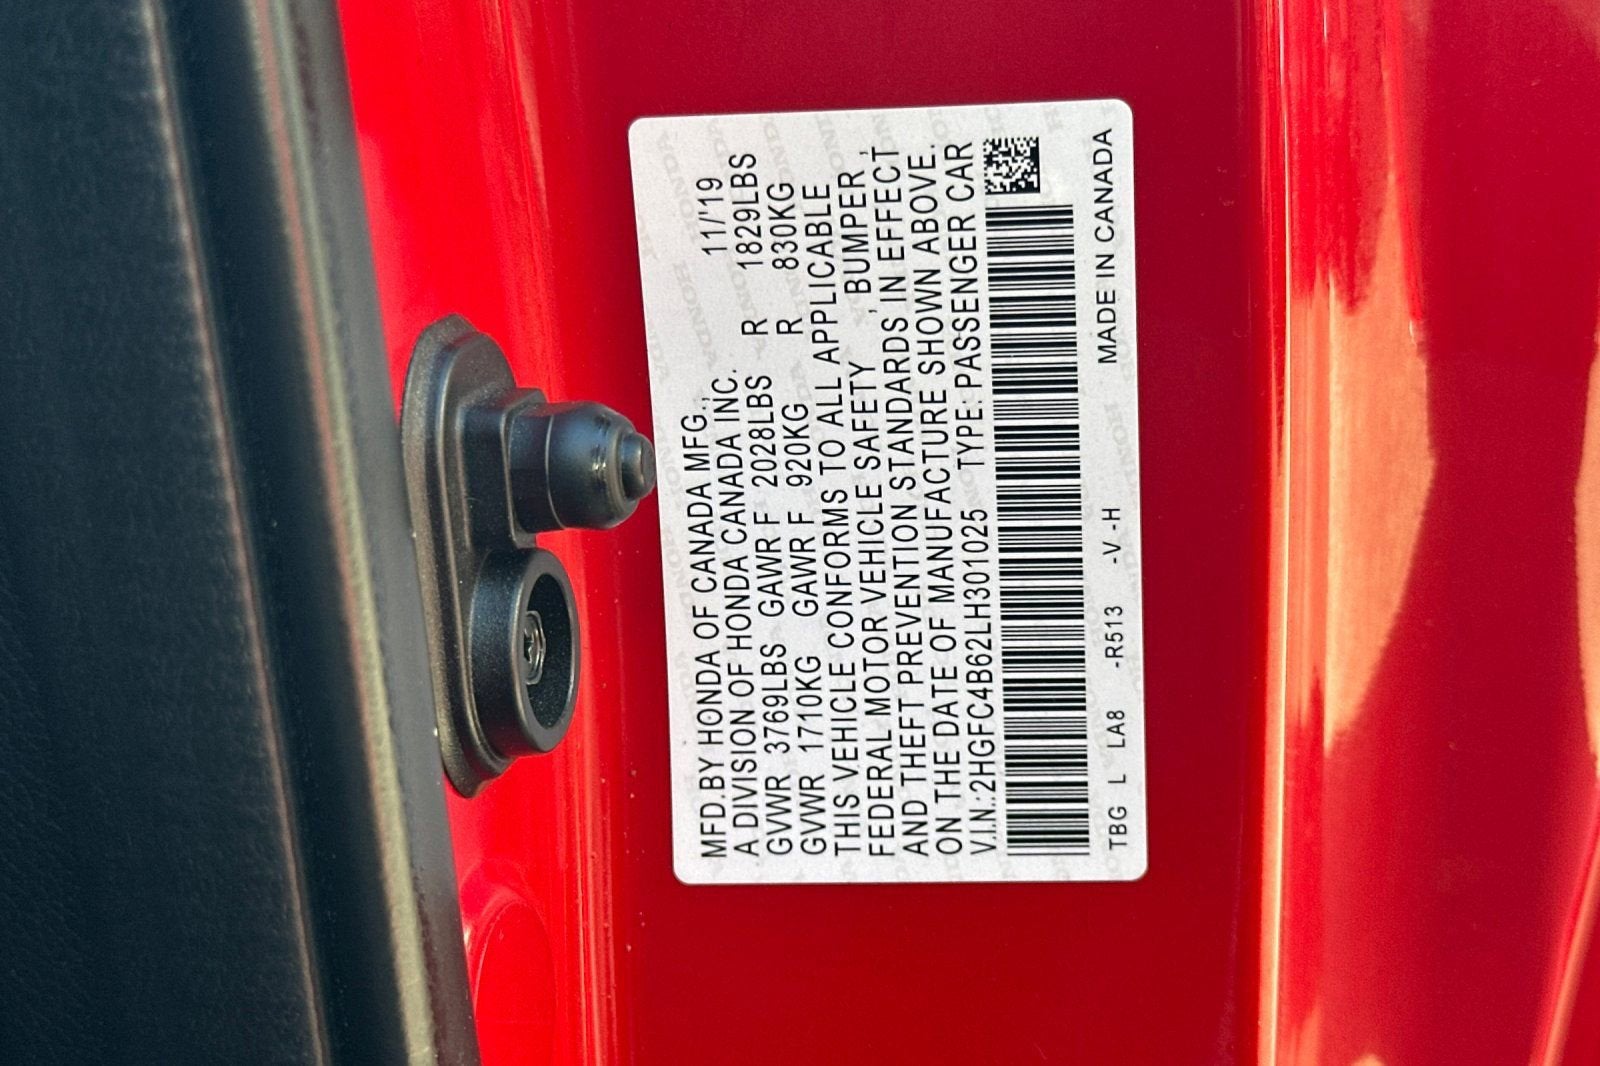 MFD.BY HONDA OF CANADA MFG., 11/'19
A DIVISION OF HONDA CANADA INC.
GVWR 3769LBS GAWR F 2028LBS R 1829LBS
GVWR 1710KG GAWR F 920KG R 830KG
THIS VEHICLE CONFORMS TO ALL APPLICABLE
FEDERAL MOTOR VEHICLE SAFETY , BUMPER ,
AND THEFT PREVENTION STANDARDS IN EFFECT
ON THE DATE OF MANUFACTURE SHOWN ABOVE.
V.I.N.:2HGFC4B62LH301025 TYPE: PASSENGER CAR
TBG L LA8 -R513 -V -H MADE IN CANADA